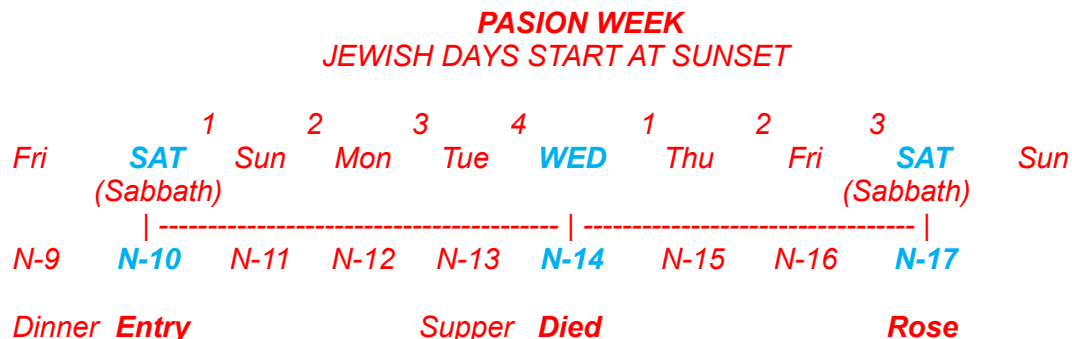 PASION WEEK
JEWISH DAYS START AT SUNSET
1 2 3 4 1 2 3
Fri SAT Sun Mon Tue WED Thu Fri SAT Sun
(Sabbath) (Sabbath)
| ----------------------------------------- | ---------------------------------- |
N-9 N-10 N-11 N-12 N-13 N-14 N-15 N-16 N-17
Dinner Entry Supper Died Rose